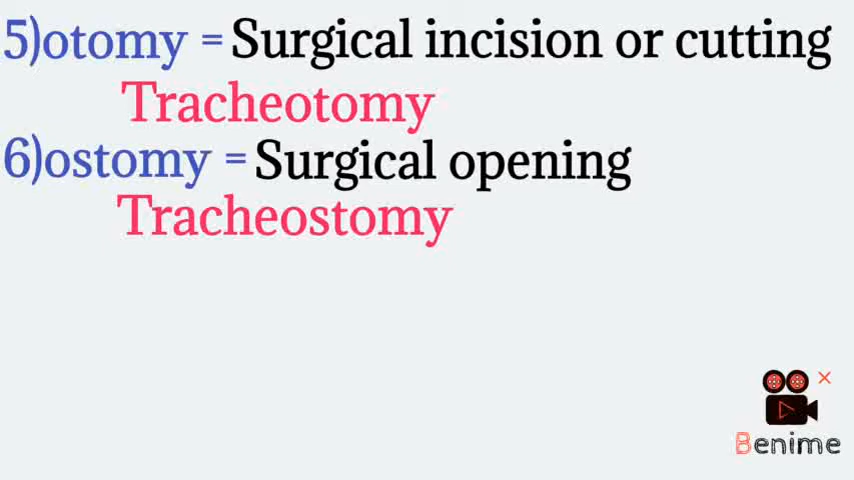 5)otomy = Surgical incision or cutting
Tracheotomy
6)ostomy = Surgical opening
Tracheostomy
Benime